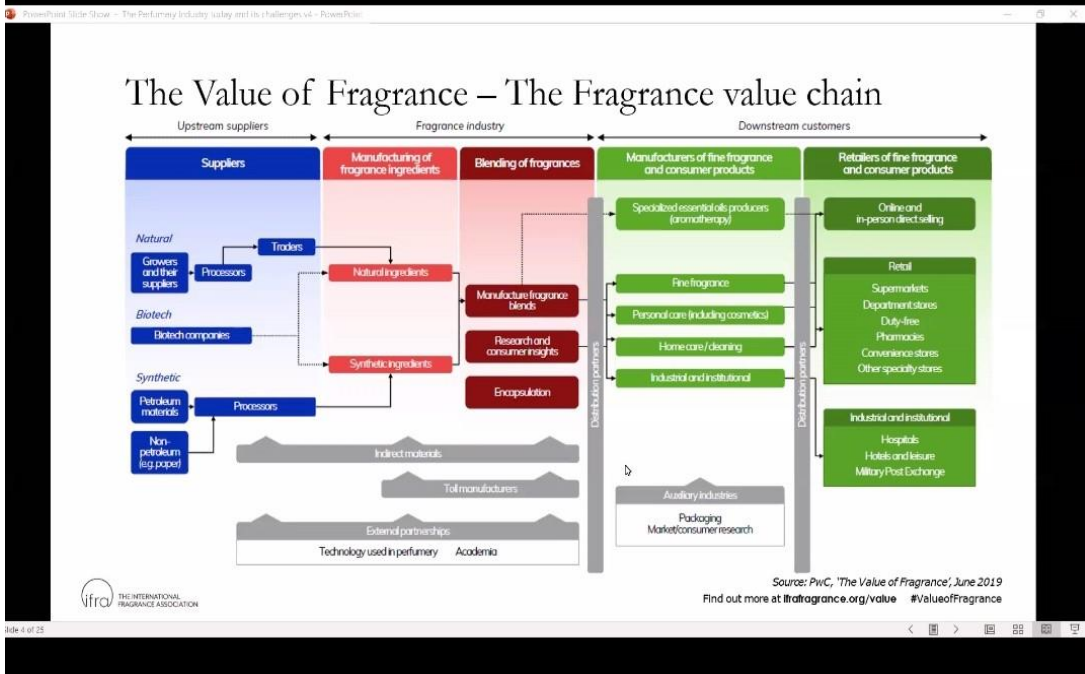 PowerPoint Slide Show - The Perfumery Industry today and its challenges v4 - PowerPoint
The Value of Fragrance – The Fragrance value chain
Upstream suppliers
Fragrance industry
Downstream customers
Suppliers
Manufacturing of
fragrance ingredients
Blending of fragrances
Manufacturers of fine fragrance
and consumer products
Retailers of fine fragrance
and consumer products
Natural
Growers
and their
suppliers
Processors
Traders
Biotech
Biotech companies
Synthetic
Petroleum
materials
Non-
petroleum
(e.g. paper)
Processors
Natural ingredients
Synthetic ingredients
Manufacture fragrance
blends
Research and
consumer insights
Encapsulation
Distribution partners
Specialized essential oils producers
(aromatherapy)
Fine fragrance
Personal care (including cosmetics)
Home care / cleaning
Industrial and institutional
Distribution partners
Online and
in-person direct selling
Retail
Supermarkets
Department stores
Duty-free
Pharmacies
Convenience stores
Other specialty stores
Industrial and institutional
Hospitals
Hotels and leisure
Military Post Exchange
Indirect materials
Toll manufacturers
External partnerships
Technology used in perfumery Academia
Auxiliary industries
Packaging
Market/consumer research
ifra THE INTERNATIONAL
FRAGRANCE ASSOCIATION
Source: PwC, 'The Value of Fragrance', June 2019
Find out more at ifrafragrance.org/value #ValueofFragrance
Slide 4 of 25